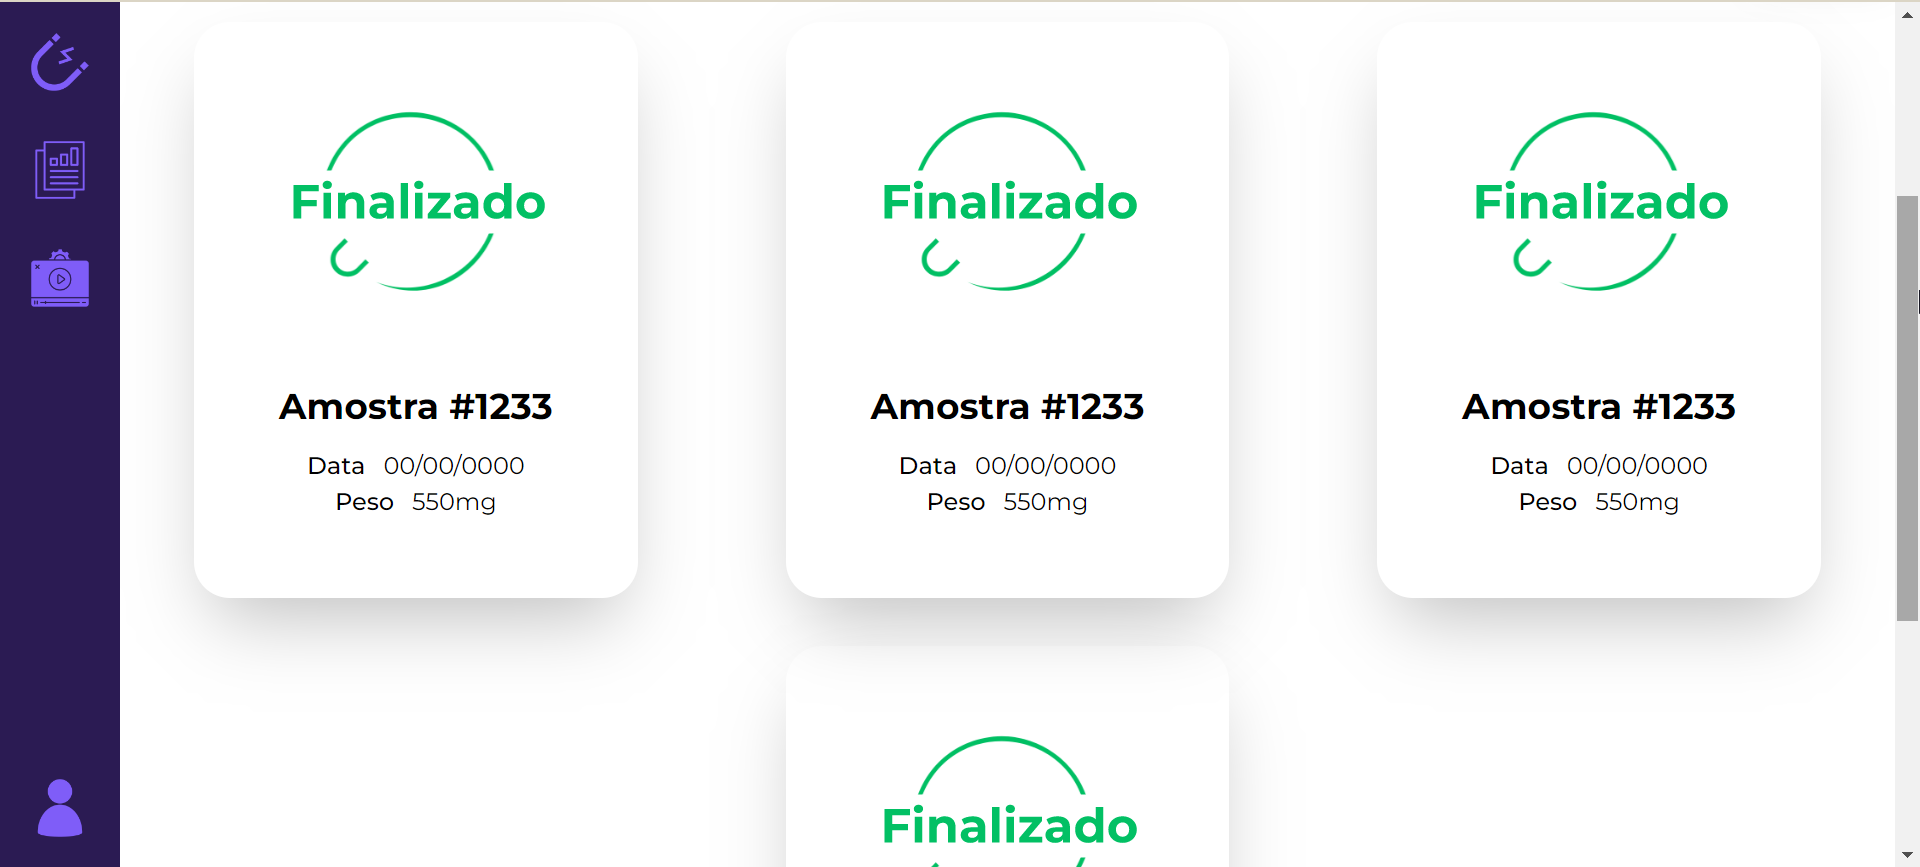 Finalizado
Finalizado
Finalizado
Amostra #1233
Amostra #1233
Amostra #1233
Data 00/00/0000
Data 00/00/0000
Data 00/00/0000
Peso 550mg
Peso 550mg
Peso 550mg
Finalizado